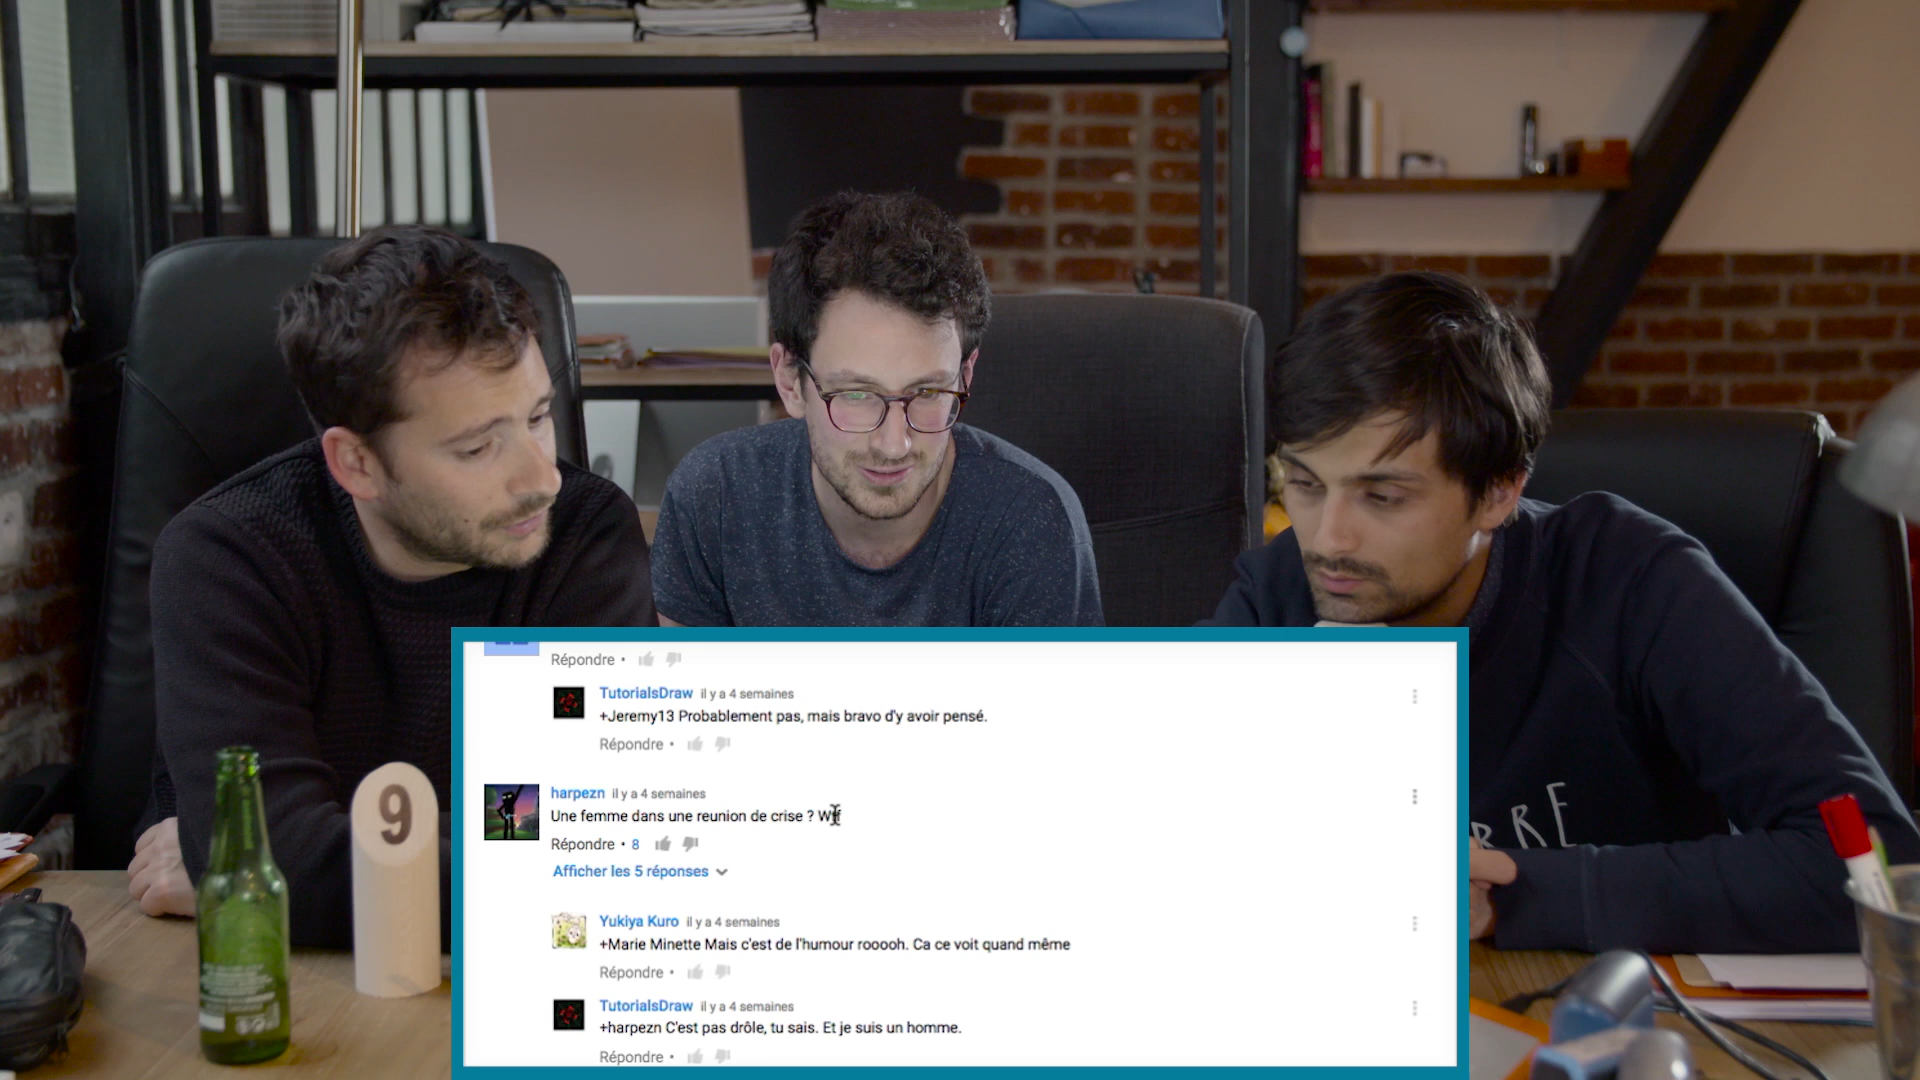 Répondre •
TutorialsDraw il y a 4 semaines
+Jeremy13 Probablement pas, mais bravo d'y avoir pensé.
Répondre •
harpezn il y a 4 semaines
Une femme dans une reunion de crise ? Wtf
Répondre • 8
Afficher les 5 réponses
Yukiya Kuro il y a 4 semaines
+Marie Minette Mais c'est de l'humour rooooh. Ca ce voit quand même
Répondre •
TutorialsDraw il y a 4 semaines
+harpezn C'est pas drôle, tu sais. Et je suis un homme.
Répondre •
9
RRE